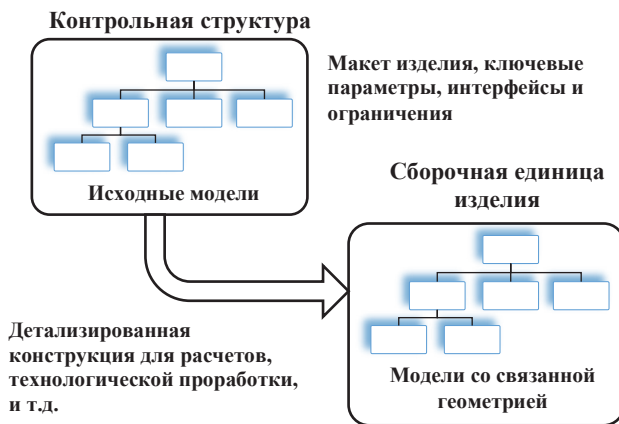 Контрольная структура
Макет изделия, ключевые
параметры, интерфейсы и
ограничения
Исходные модели
Сборочная единица
изделия
Детализированная
конструкция для расчетов,
технологической проработки,
и т.д.
Модели со связанной
геометрией